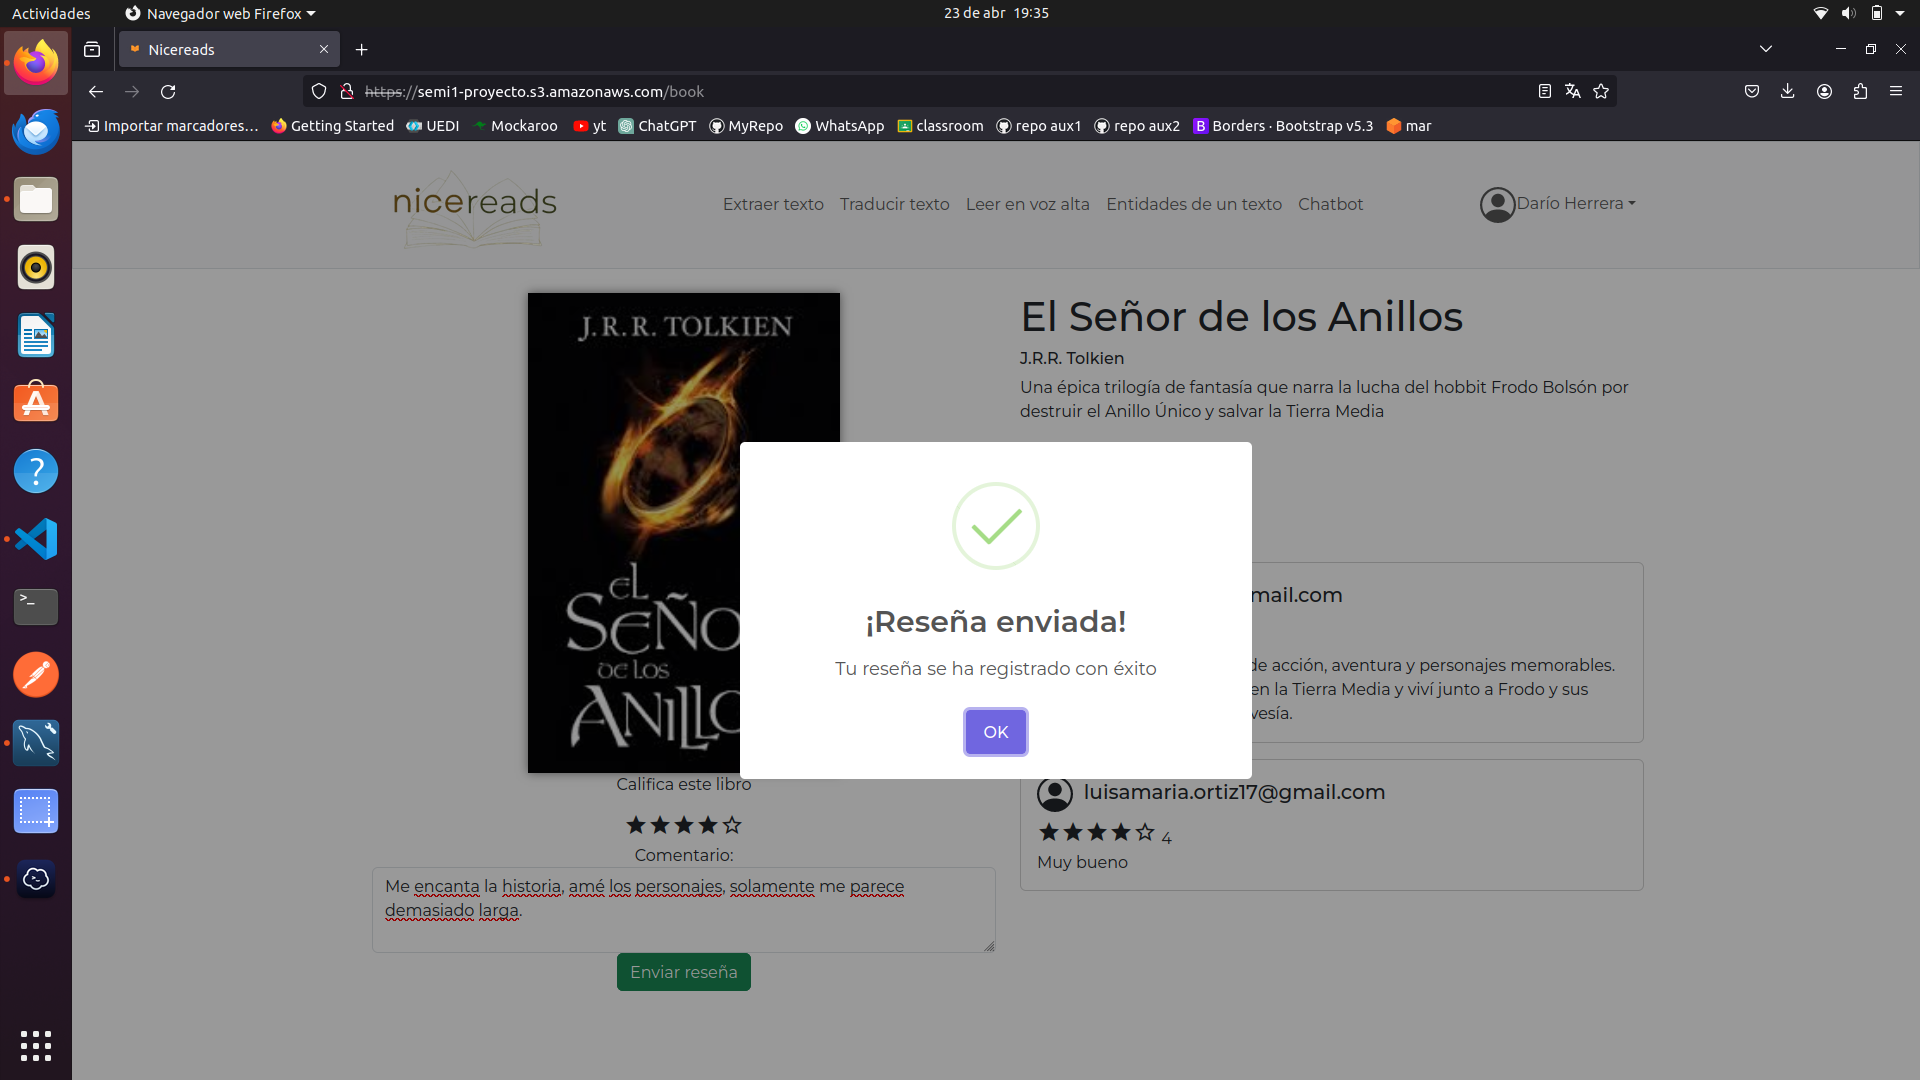 Actividades
Navegador web Firefox
23 de abr 19:35
Nicereads
https://semi1-proyecto.s3.amazonaws.com/book
Importar marcadores...
Getting Started
UEDI
Mockaroo
yt
ChatGPT
MyRepo
WhatsApp
classroom
repo aux1
repo aux2
B
Borders · Bootstrap v5.3
mar
nicereads
Extraer texto
Traducir texto
Leer en voz alta
Entidades de un texto
Chatbot
Darío Herrera
J.R.R. TOLKIEN
EL
SEÑO
DE LOS
ANILLO
El Señor de los Anillos
J.R.R. Tolkien
Una épica trilogía de fantasía que narra la lucha del hobbit Frodo Bolsón por
destruir el Anillo Único y salvar la Tierra Media
¡Reseña enviada!
Tu reseña se ha registrado con éxito
OK
mail.com
de acción, aventura y personajes memorables.
en la Tierra Media y viví junto a Frodo y sus
vesía.
luisamaria.ortiz17@gmail.com
4
Muy bueno
Califica este libro
Comentario:
Me encanta la historia, amé los personajes, solamente me parece
demasiado larga.
Enviar reseña